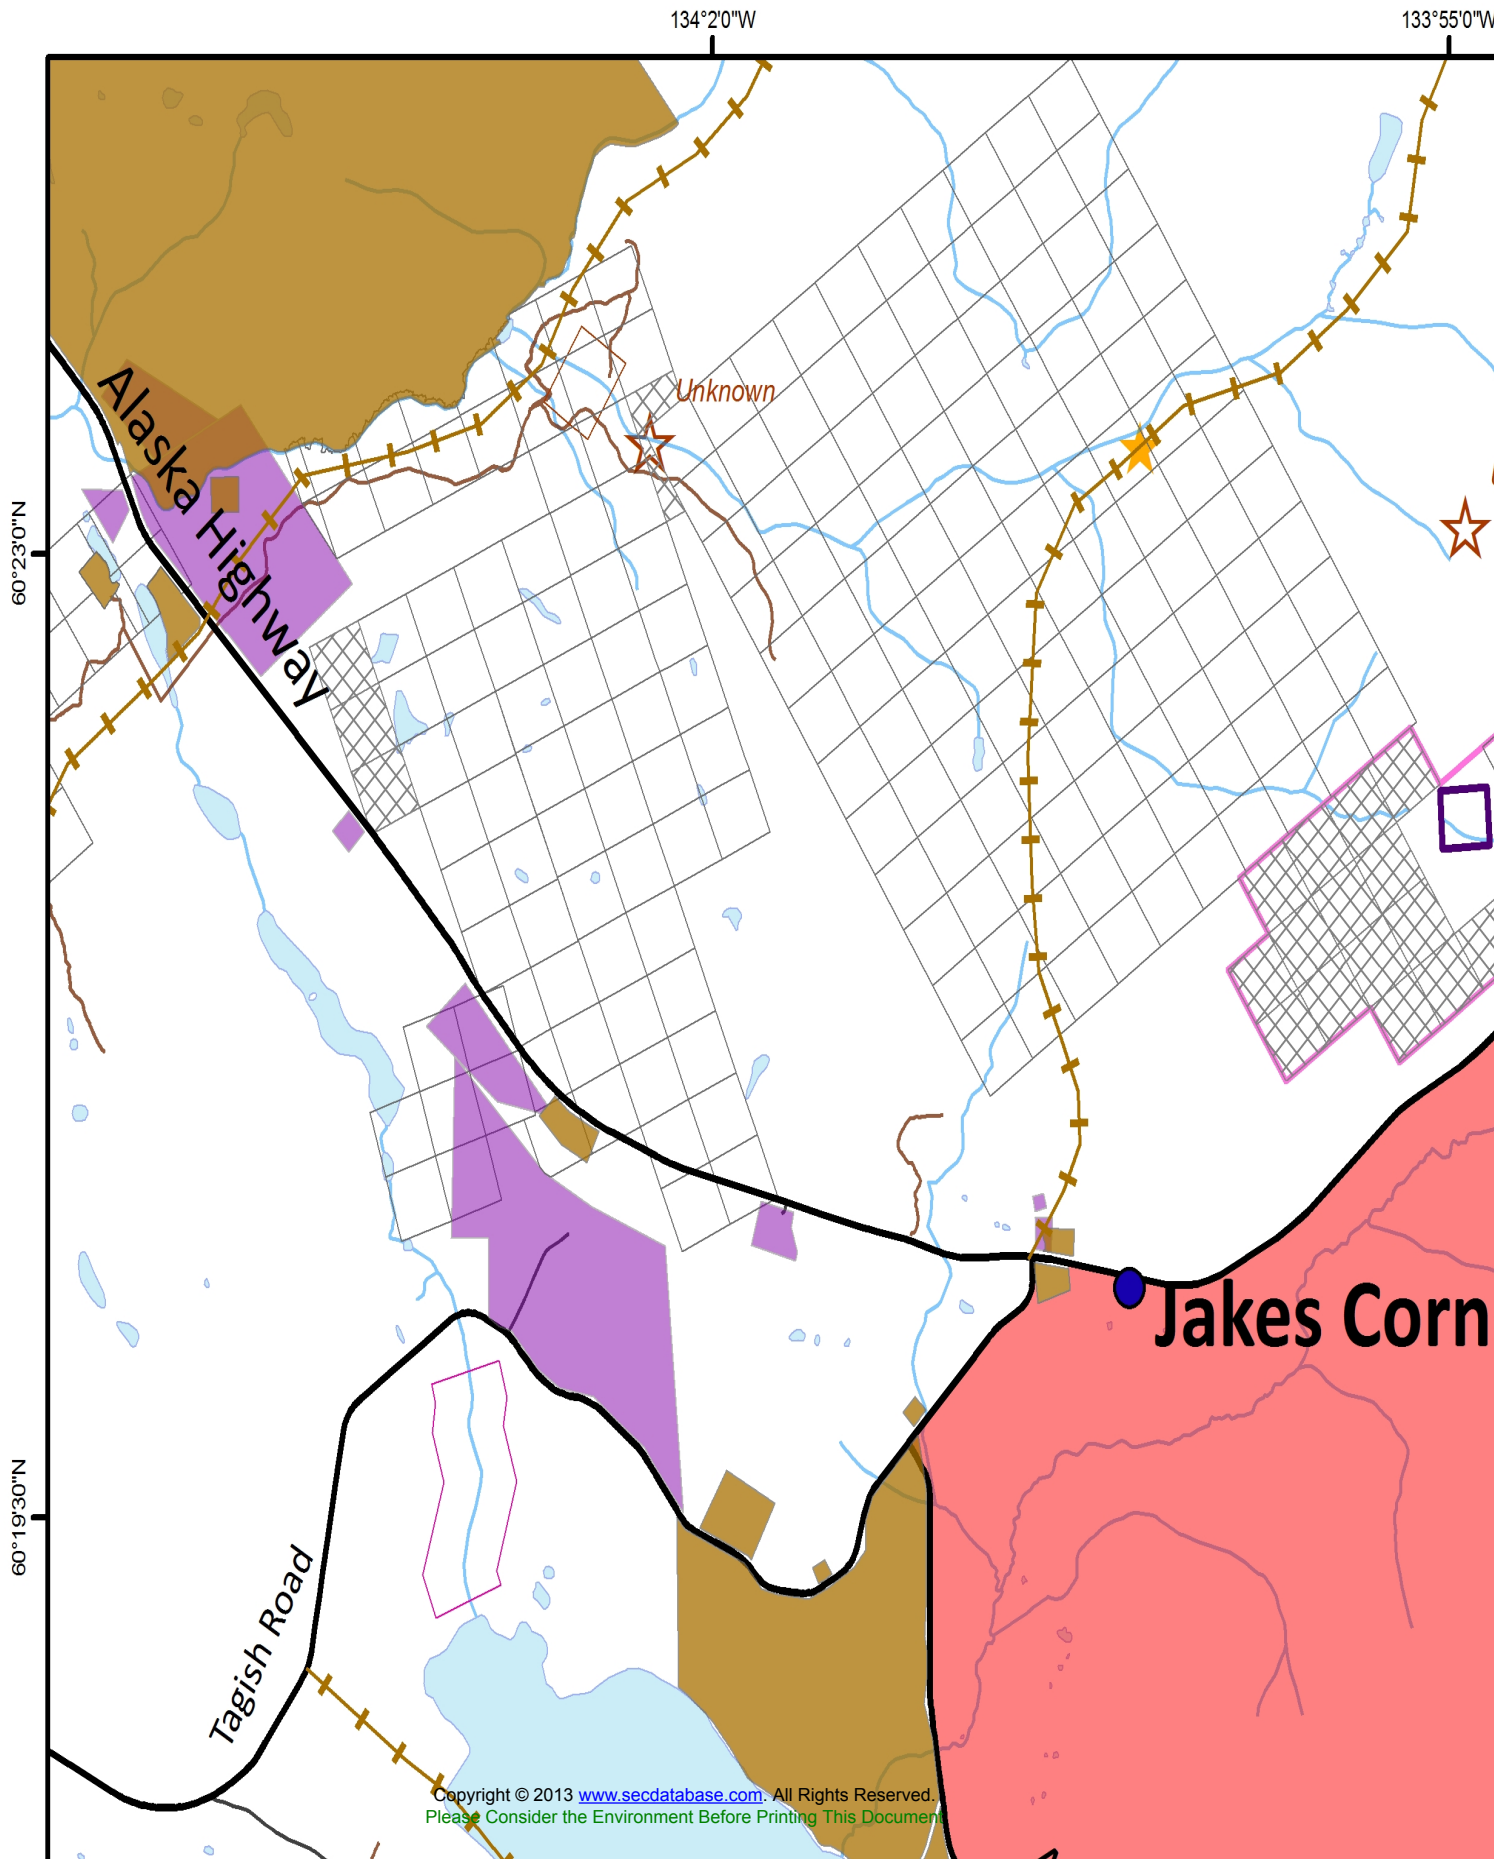 134°2'0"W
133°55'0"W
Alaska Highway
Unknown
60°23'0"N
Jakes Corn
60°19'30"N
Tagish Road
Copyright © 2013 www.secdatabase.com. All Rights Reserved.
Please Consider the Environment Before Printing This Document